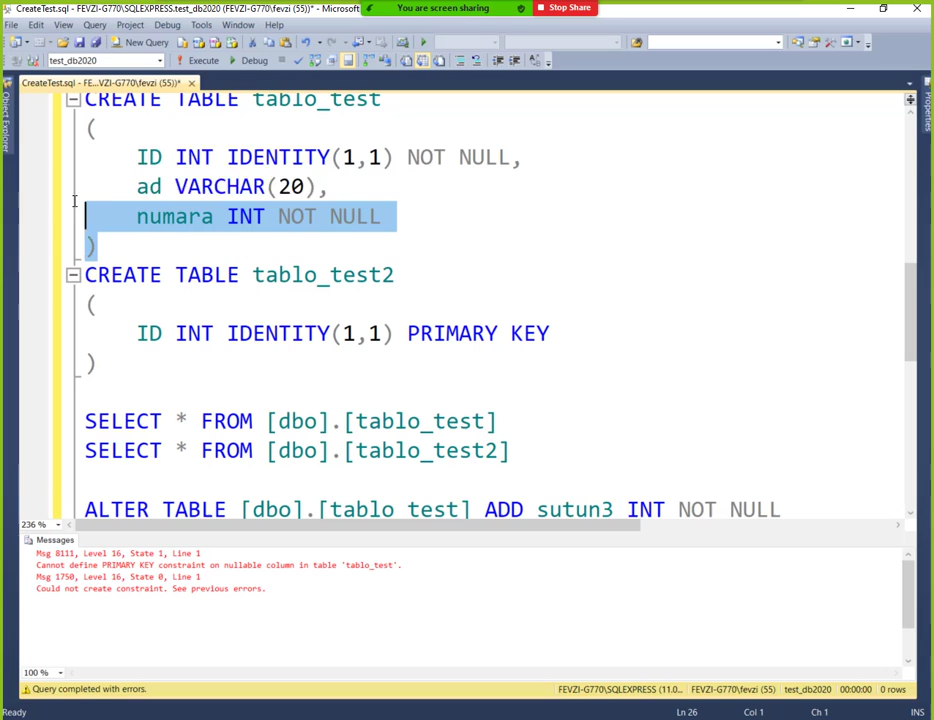 CreateTest.sql - FEVZI-G770\SQLEXPRESS.test_db2020 (FEVZI-G770\fevzi (55))* - Microsoft
You are screen sharing
Stop Share
File Edit View Query Project Debug Tools Window Help
New Query
test_db2020 Execute Debug
CreateTest.sql - FE...VZI-G770\fevzi (55))*
Object Explorer
Properties
CREATE TABLE tablo_test
(
ID INT IDENTITY(1,1) NOT NULL,
ad VARCHAR(20),
numara INT NOT NULL
)
CREATE TABLE tablo_test2
(
ID INT IDENTITY(1,1) PRIMARY KEY
)
SELECT * FROM [dbo].[tablo_test]
SELECT * FROM [dbo].[tablo_test2]
ALTER TABLE [dbo].[tablo_test] ADD sutun3 INT NOT NULL
236 %
Messages
Msg 8111, Level 16, State 1, Line 1
Cannot define PRIMARY KEY constraint on nullable column in table 'tablo_test'.
Msg 1750, Level 16, State 0, Line 1
Could not create constraint. See previous errors.
100 %
Query completed with errors. FEVZI-G770\SQLEXPRESS (11.0... FEVZI-G770\fevzi (55) test_db2020 00:00:00 0 rows
Ready Ln 26 Col 1 Ch 1 INS